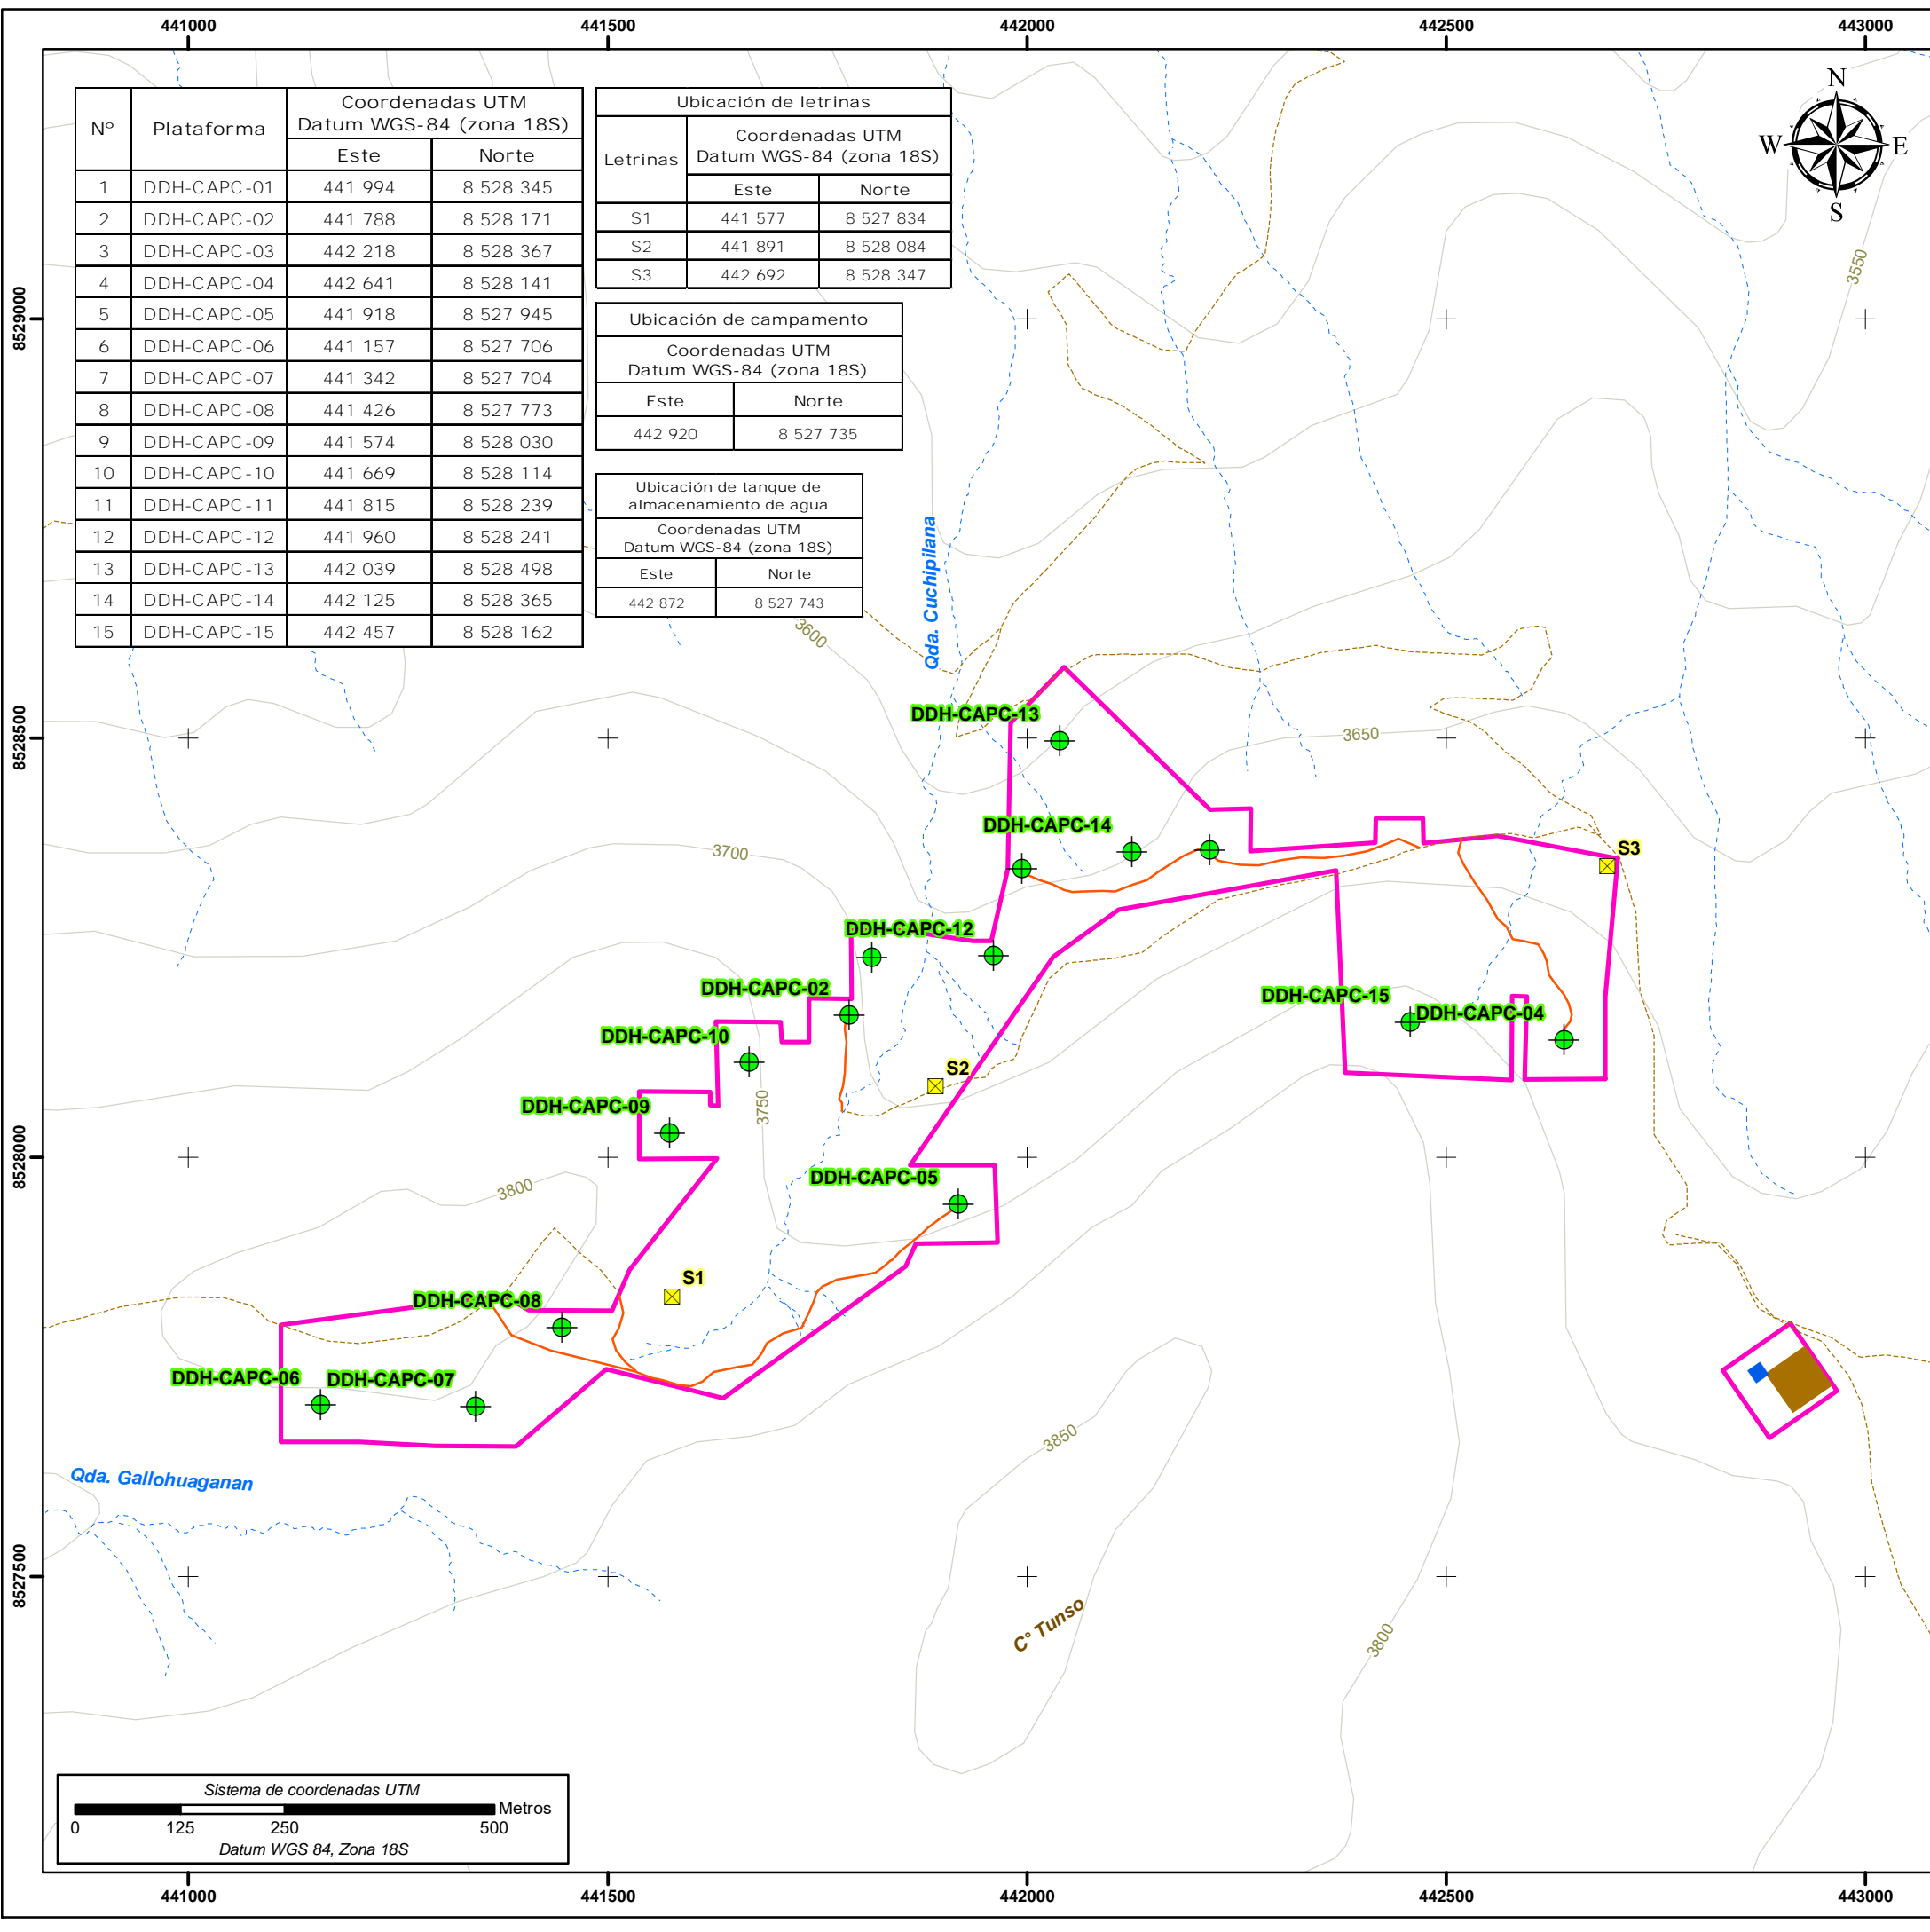 441000 441500 442000 442500 443000
N
W E
S
Nº Plataforma Coordenadas UTM
Datum WGS-84 (zona 18S)
Este Norte
1 DDH-CAPC-01 441 994 8 528 345
2 DDH-CAPC-02 441 788 8 528 171
3 DDH-CAPC-03 442 218 8 528 367
4 DDH-CAPC-04 442 641 8 528 141
5 DDH-CAPC-05 441 918 8 527 945
6 DDH-CAPC-06 441 157 8 527 706
7 DDH-CAPC-07 441 342 8 527 704
8 DDH-CAPC-08 441 426 8 527 773
9 DDH-CAPC-09 441 574 8 528 030
10 DDH-CAPC-10 441 669 8 528 114
11 DDH-CAPC-11 441 815 8 528 239
12 DDH-CAPC-12 441 960 8 528 241
13 DDH-CAPC-13 442 039 8 528 498
14 DDH-CAPC-14 442 125 8 528 365
15 DDH-CAPC-15 442 457 8 528 162
Ubicación de letrinas
Letrinas Coordenadas UTM
Datum WGS-84 (zona 18S)
Este Norte
S1 441 577 8 527 834
S2 441 891 8 528 084
S3 442 692 8 528 347
Ubicación de campamento
Coordenadas UTM
Datum WGS-84 (zona 18S)
Este Norte
442 920 8 527 735
Ubicación de tanque de
almacenamiento de agua
Coordenadas UTM
Datum WGS-84 (zona 18S)
Este Norte
442 872 8 527 743
3550
8529000
Qda. Cuchipilana
3600
DDH-CAPC-13
8528500
3650
DDH-CAPC-14
3700
S3
DDH-CAPC-12
DDH-CAPC-02
DDH-CAPC-15
DDH-CAPC-04
DDH-CAPC-10
S2
DDH-CAPC-09
3750
8528000
DDH-CAPC-05
3800
S1
DDH-CAPC-08
DDH-CAPC-06
DDH-CAPC-07
3850
Qda. Gallohuaganan
8527500
C° Tunso
3800
Sistema de coordenadas UTM
Metros
0 125 250 500
Datum WGS 84, Zona 18S
441000 441500 442000 442500 443000